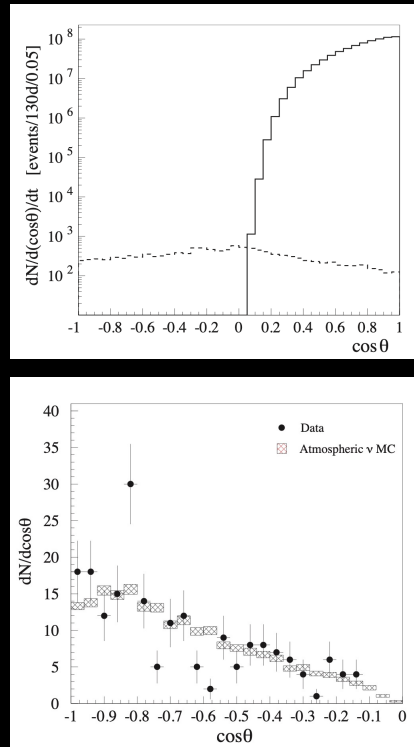 dN/d(cosθ)/dt [events/130d/0.05]
10^8
10^7
10^6
10^5
10^4
10^3
10^2
-1 -0.8 -0.6 -0.4 -0.2 0 0.2 0.4 0.6 0.8 1
cosθ
dN/dcosθ
40
35
30
25
20
15
10
5
0
Data
Atmospheric ν MC
-1 -0.9 -0.8 -0.7 -0.6 -0.5 -0.4 -0.3 -0.2 -0.1 0
cosθ